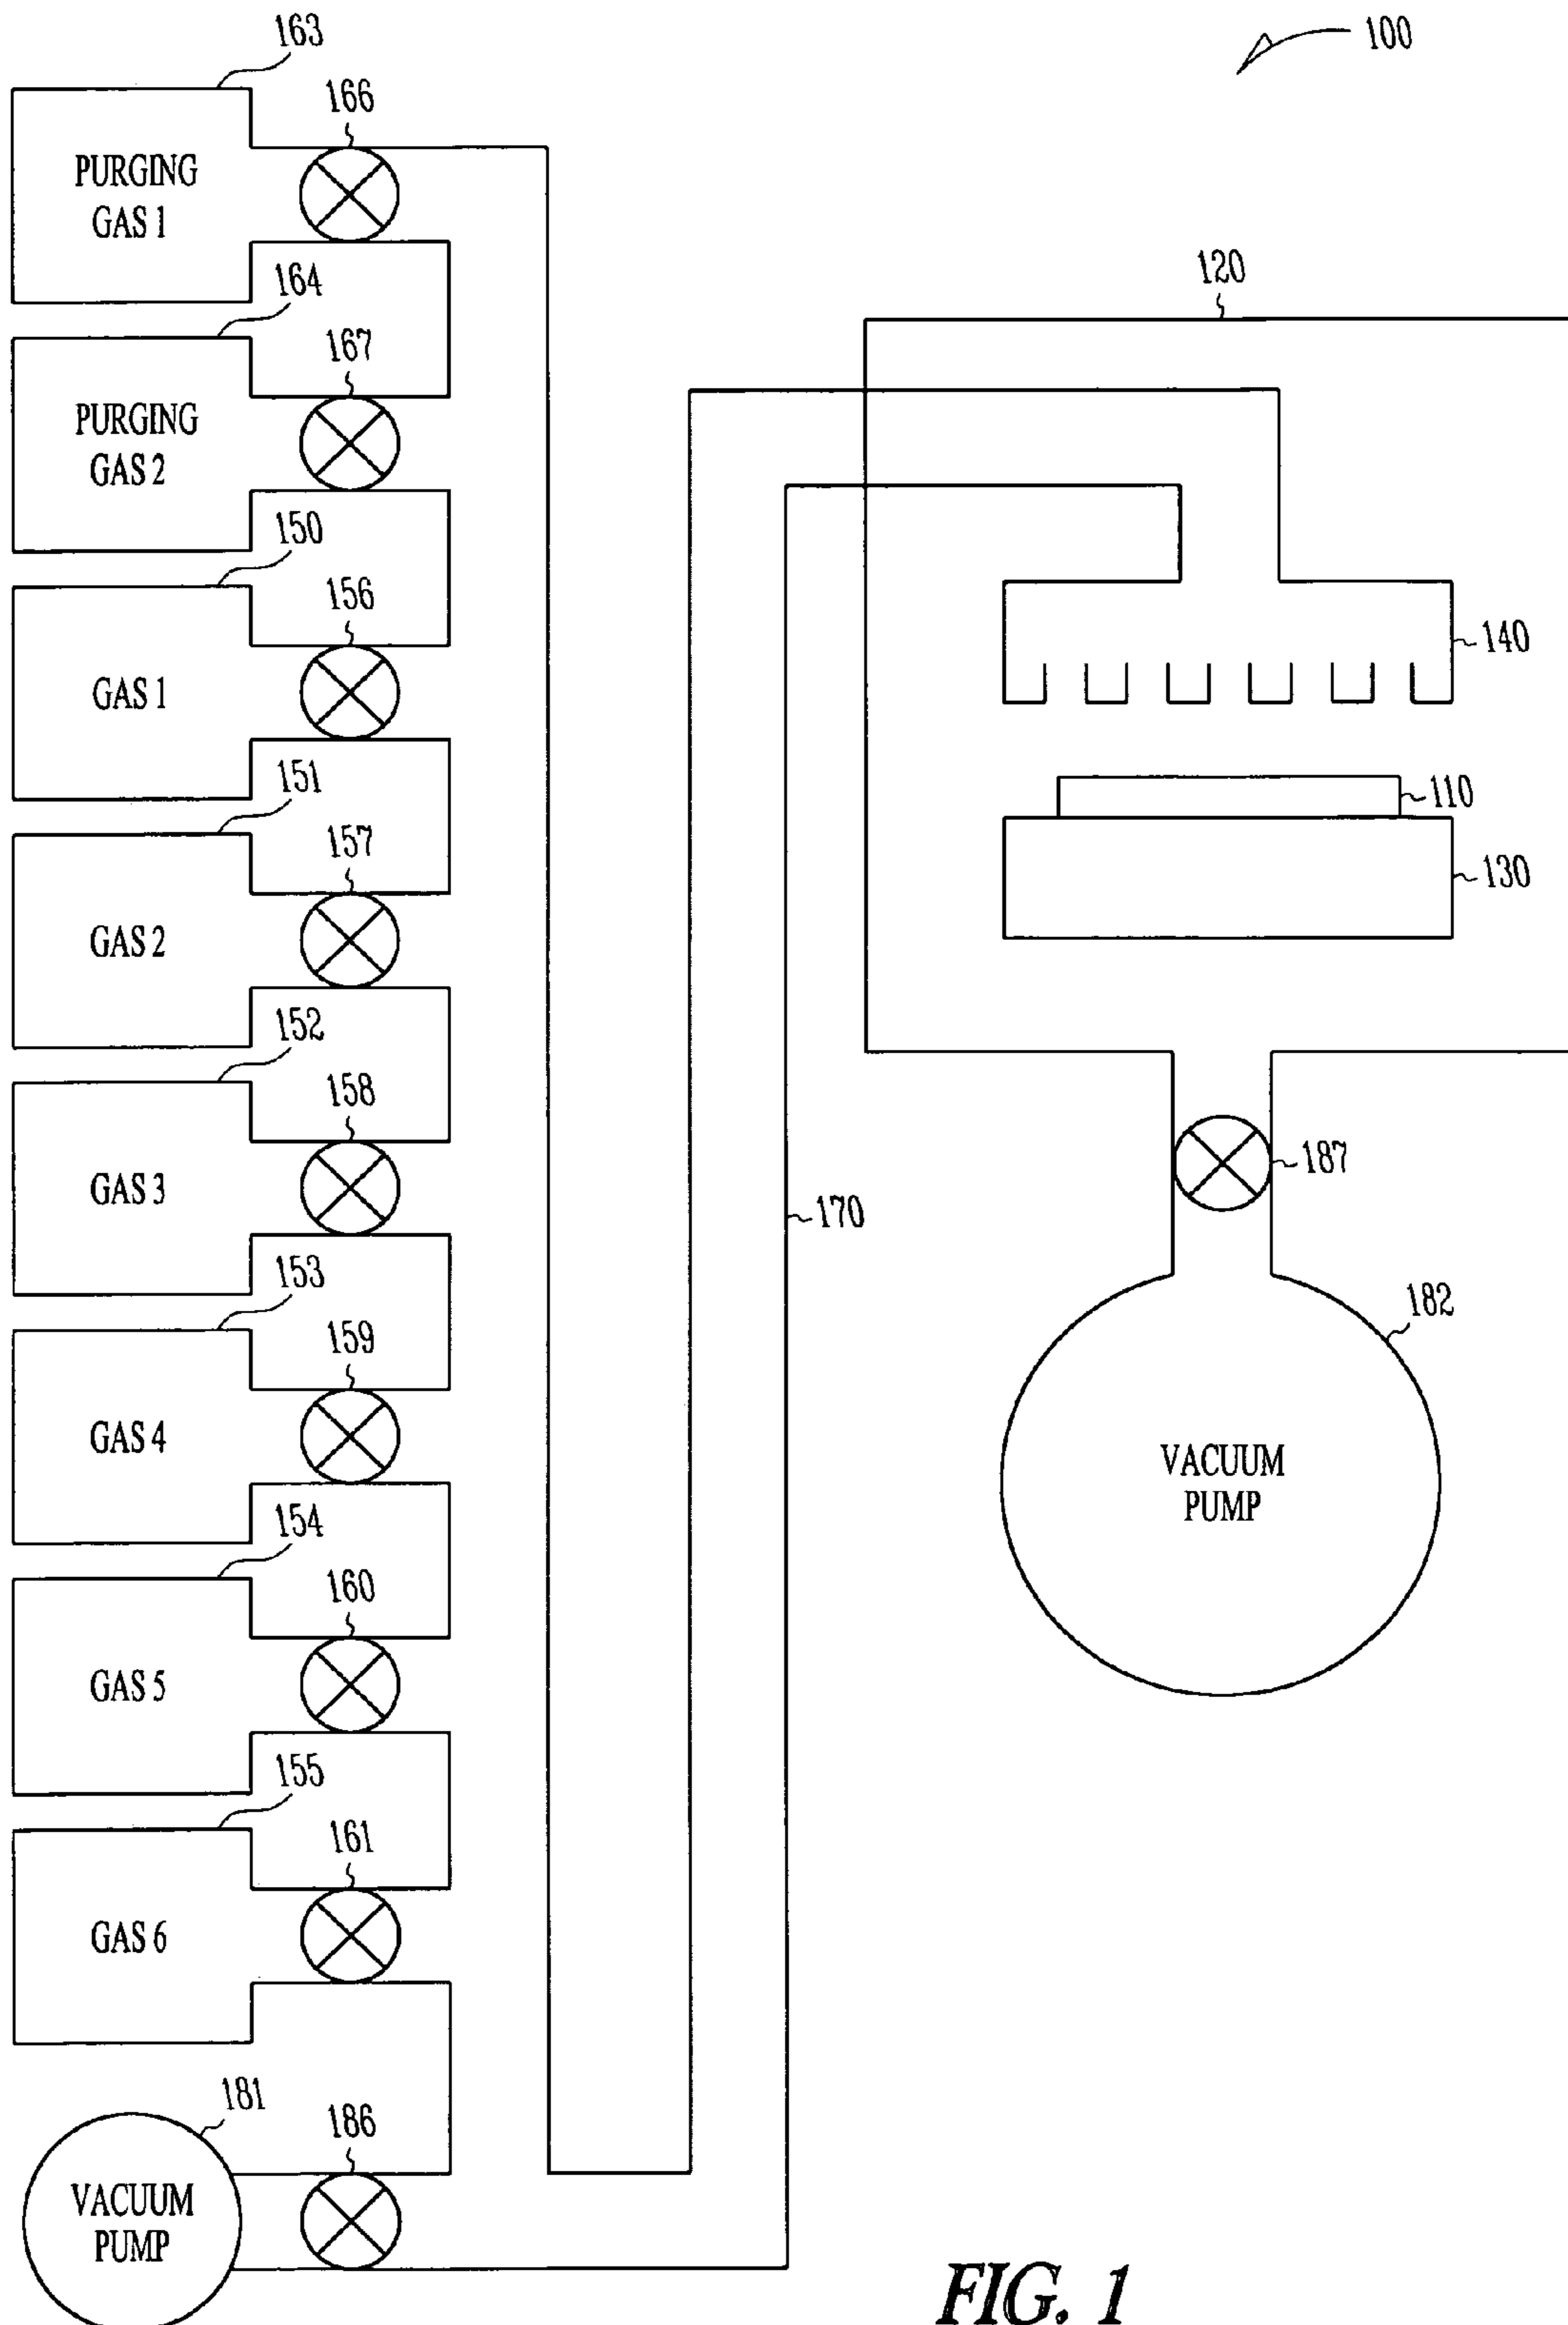 100
163
166
PURGING
GAS 1
164
167
PURGING
GAS 2
150
156
GAS 1
151
157
GAS 2
152
158
GAS 3
153
159
GAS 4
154
160
GAS 5
155
161
GAS 6
181
186
VACUUM
PUMP
170
120
140
110
130
187
182
VACUUM
PUMP
FIG. 1